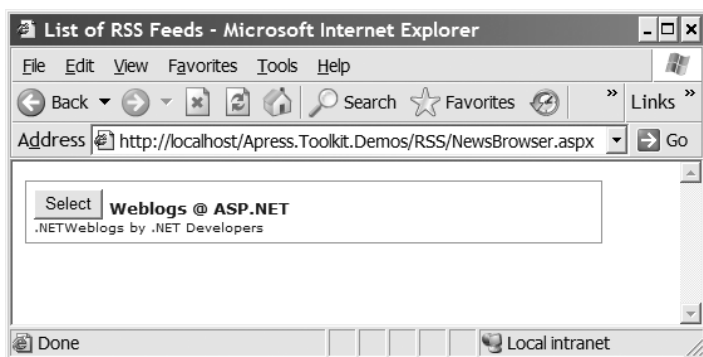 List of RSS Feeds - Microsoft Internet Explorer
File Edit View Favorites Tools Help
Back Search Favorites » Links »
Address http://localhost/Apress.Toolkit.Demos/RSS/NewsBrowser.aspx Go
Select Weblogs @ ASP.NET
.NETWeblogs by .NET Developers
Done Local intranet